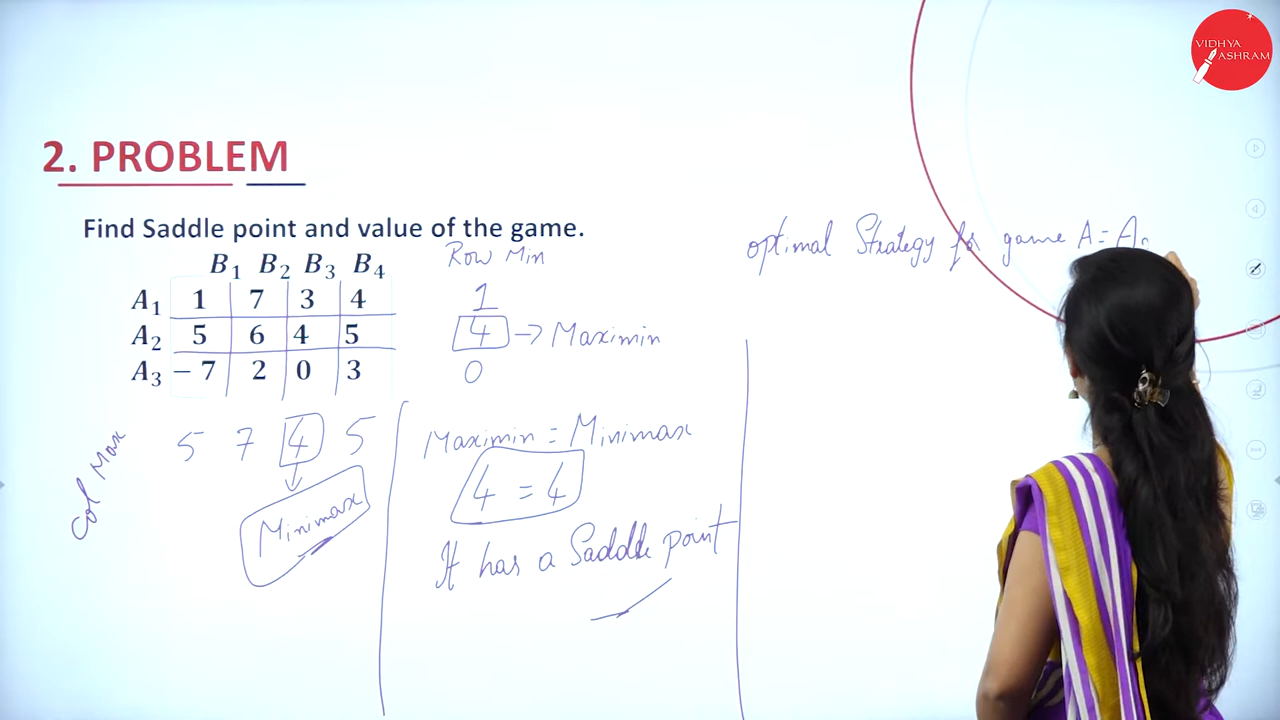 VIDHYA
ASHRAM
2. PROBLEM
Find Saddle point and value of the game.
B1 B2 B3 B4 Row Min
A1 1 7 3 4 1
A2 5 6 4 5 4 → Maximin
A3 −7 2 0 3 0
Col Max 5 7 4 5
Minimax
Maximin = Minimax
4 = 4
It has a Saddle point
optimal Strategy for game A =